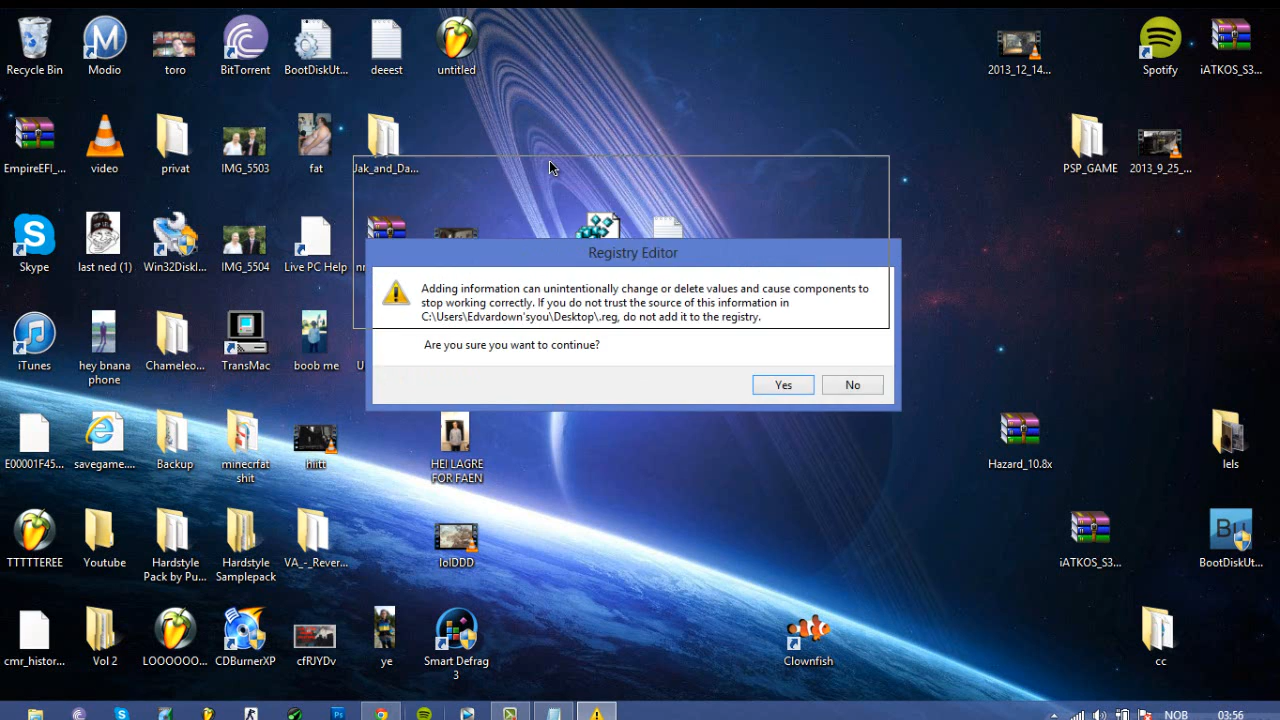 Recycle Bin
Modio
toro
BitTorrent
BootDiskUt...
deeest
untitled
2013_12_14...
Spotify
iATKOS_S3...
EmpireEFI_...
video
privat
IMG_5503
fat
Jak_and_Da...
PSP_GAME
2013_9_25_...
Skype
last ned (1)
Win32DiskI...
IMG_5504
Live PC Help
Registry Editor
Adding information can unintentionally change or delete values and cause components to
stop working correctly. If you do not trust the source of this information in
C:\Users\Edvardown'syou\Desktop\.reg, do not add it to the registry.
Are you sure you want to continue?
Yes
No
iTunes
hey bnana
phone
Chameleo...
TransMac
boob me
E00001F45...
savegame....
Backup
minecrfat
shit
hiitt
HEI LAGRE
FOR FAEN
Hazard_10.8x
lels
TTTTTEREE
Youtube
Hardstyle
Pack by Pu...
Hardstyle
Samplepack
VA_-_Rever...
lolDDD
iATKOS_S3...
BootDiskUt...
cmr_histor...
Vol 2
LOOOOOO...
CDBurnerXP
cfRJYDv
ye
Smart Defrag
3
Clownfish
cc
NOB
03:56